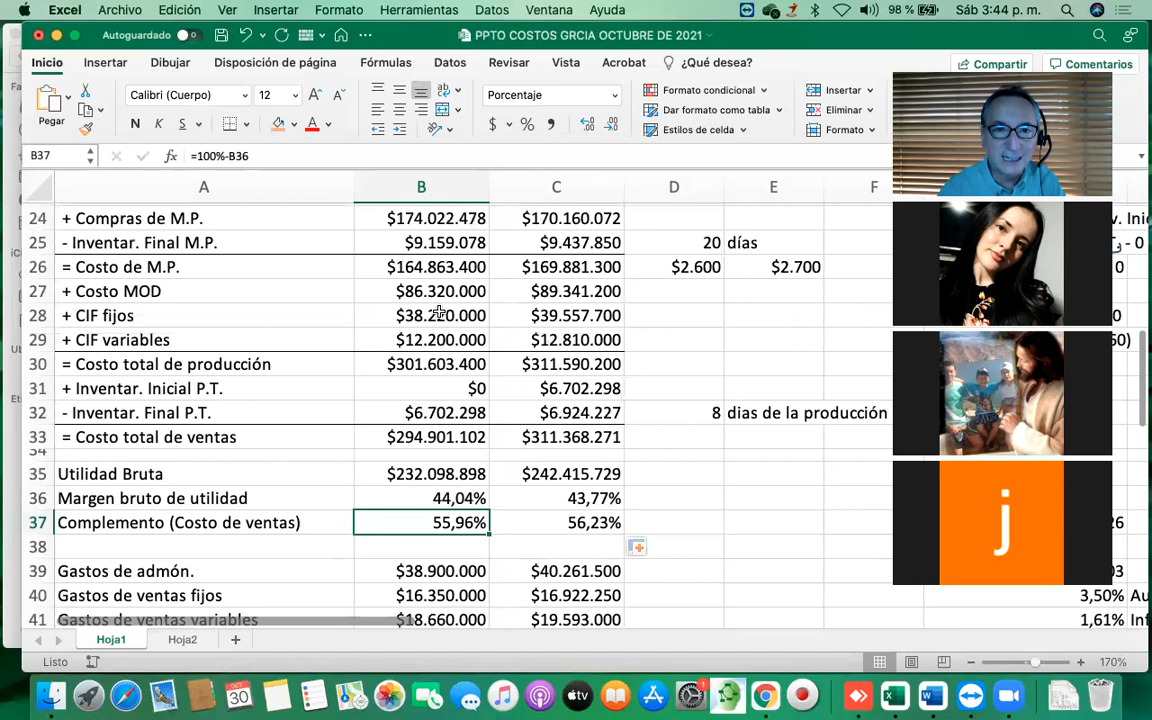 Excel Archivo Edición Ver Insertar Formato Herramientas Datos Ventana Ayuda 98 % Sáb 3:44 p. m.
Autoguardado PPTO COSTOS GRCIA OCTUBRE DE 2021
Inicio Insertar Dibujar Disposición de página Fórmulas Datos Revisar Vista Acrobat ¿Qué desea? Compartir Comentarios
Pegar Calibri (Cuerpo) 12 Porcentaje Formato condicional Insertar
N K S $ % Dar formato como tabla Eliminar
Estilos de celda Formato
B37 fx =100%-B36
A B C D E F
24 + Compras de M.P. $174.022.478 $170.160.072
25 - Inventar. Final M.P. $9.159.078 $9.437.850 20 días
26 = Costo de M.P. $164.863.400 $169.881.300 $2.600 $2.700
27 + Costo MOD $86.320.000 $89.341.200
28 + CIF fijos $39.557.700
29 + CIF variables $12.200.000 $12.810.000
30 = Costo total de producción $301.603.400 $311.590.200
31 + Inventar. Inicial P.T. $0 $6.702.298
32 - Inventar. Final P.T. $6.702.298 $6.924.227 8 dias de la producción
33 = Costo total de ventas $294.901.102 $311.368.271
34
35 Utilidad Bruta $232.098.898 $242.415.729
36 Margen bruto de utilidad 44,04% 43,77%
37 Complemento (Costo de ventas) 55,96% 56,23%
38
39 Gastos de admón. $38.900.000 $40.261.500
40 Gastos de ventas fijos $16.350.000 $16.922.250 3,50%
41 Gastos de ventas variables $18.660.000 $19.593.000 1,61%
j
Hoja1 Hoja2 +
Listo 170%
OCT
30
tv